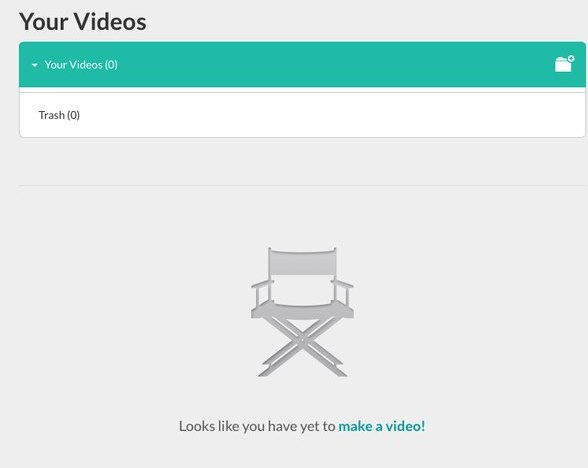 Your Videos
Your Videos (0)
Trash (0)
Looks like you have yet to make a video!